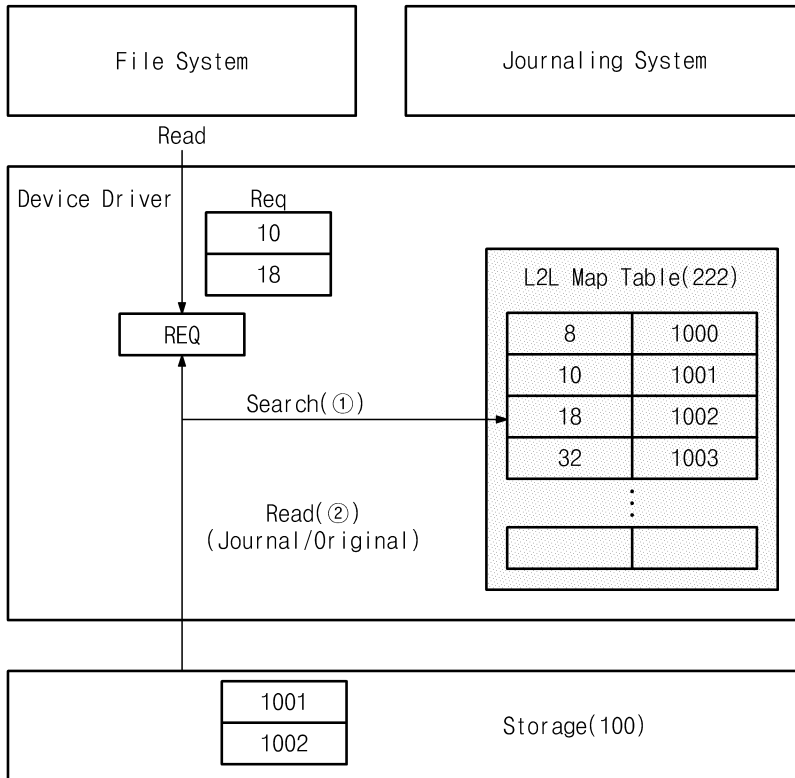 File System
Journaling System
Read
Device Driver
Req
10
18
L2L Map Table(222)
REQ
8 1000
10 1001
18 1002
32 1003
Search(①)
Read(②)
(Journal/Original)
1001
1002
Storage(100)